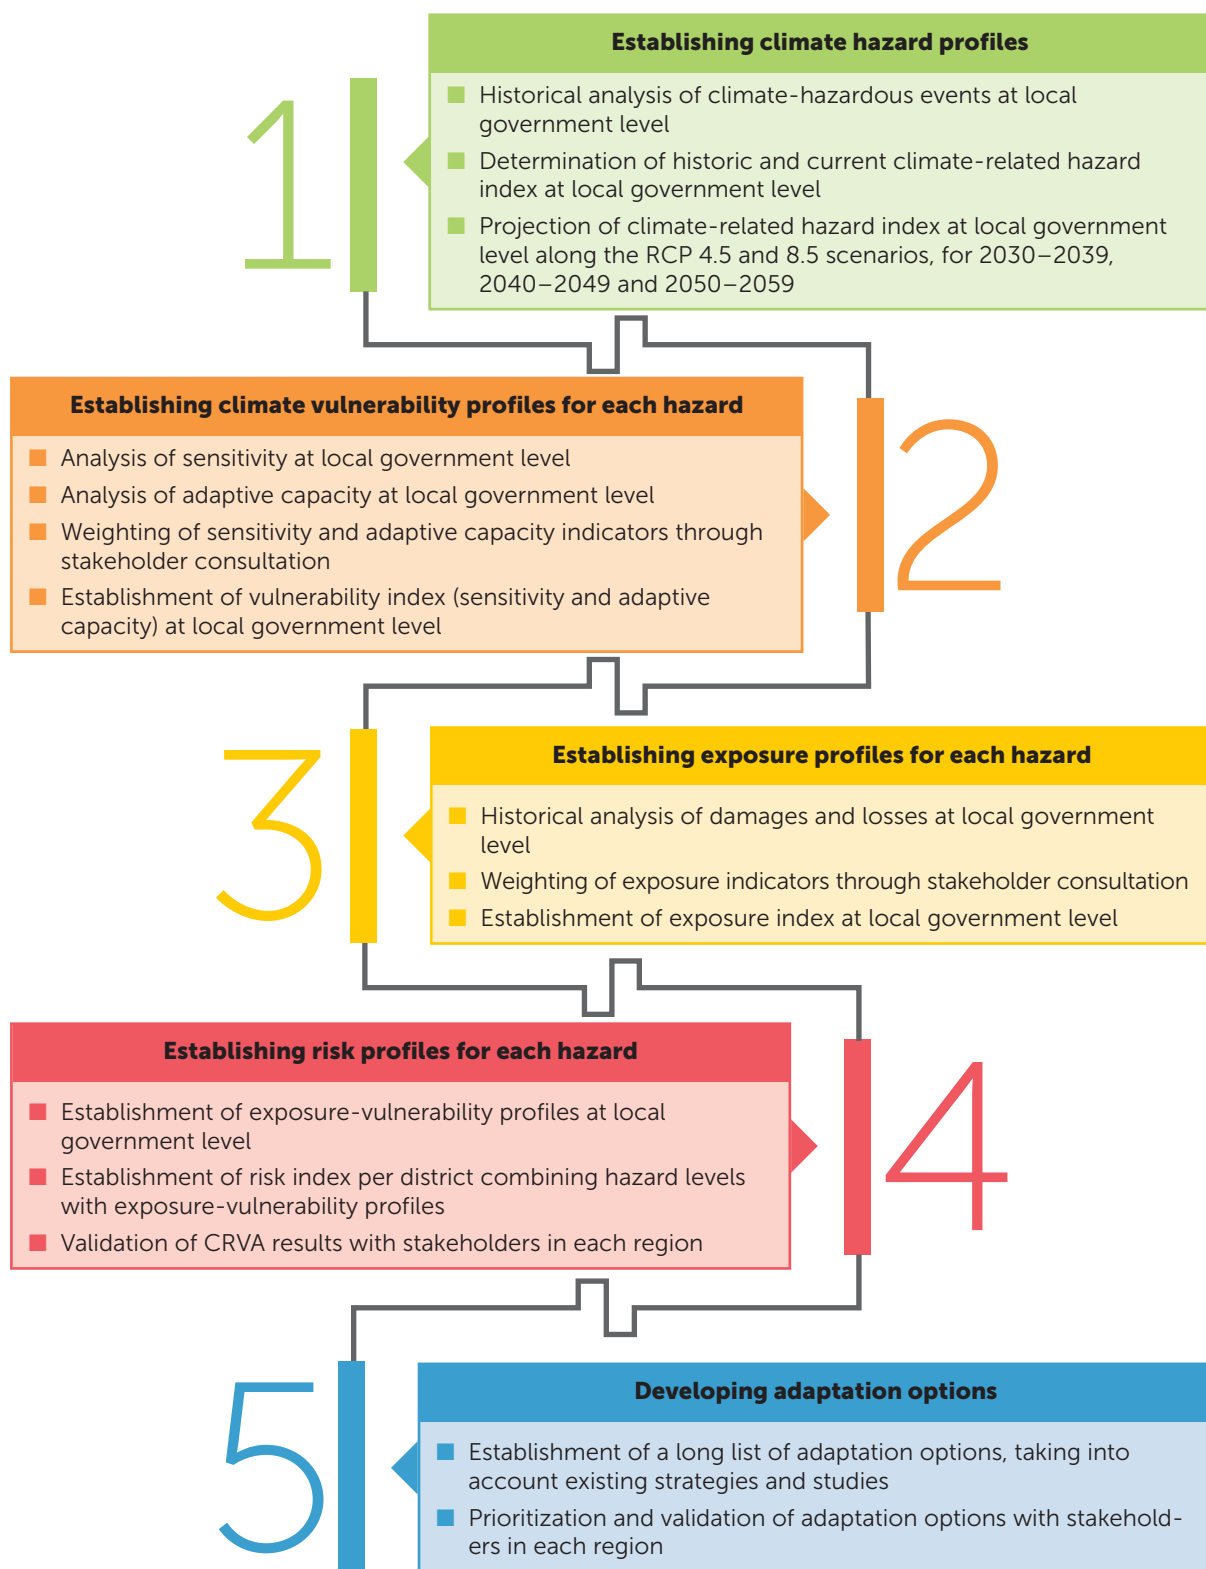 1
Establishing climate hazard profiles
■ Historical analysis of climate-hazardous events at local
government level
■ Determination of historic and current climate-related hazard
index at local government level
■ Projection of climate-related hazard index at local government
level along the RCP 4.5 and 8.5 scenarios, for 2030–2039,
2040–2049 and 2050–2059
2
Establishing climate vulnerability profiles for each hazard
■ Analysis of sensitivity at local government level
■ Analysis of adaptive capacity at local government level
■ Weighting of sensitivity and adaptive capacity indicators through
stakeholder consultation
■ Establishment of vulnerability index (sensitivity and adaptive
capacity) at local government level
3
Establishing exposure profiles for each hazard
■ Historical analysis of damages and losses at local government
level
■ Weighting of exposure indicators through stakeholder consultation
■ Establishment of exposure index at local government level
4
Establishing risk profiles for each hazard
■ Establishment of exposure-vulnerability profiles at local
government level
■ Establishment of risk index per district combining hazard levels
with exposure-vulnerability profiles
■ Validation of CRVA results with stakeholders in each region
5
Developing adaptation options
■ Establishment of a long list of adaptation options, taking into
account existing strategies and studies
■ Prioritization and validation of adaptation options with stakehold-
ers in each region